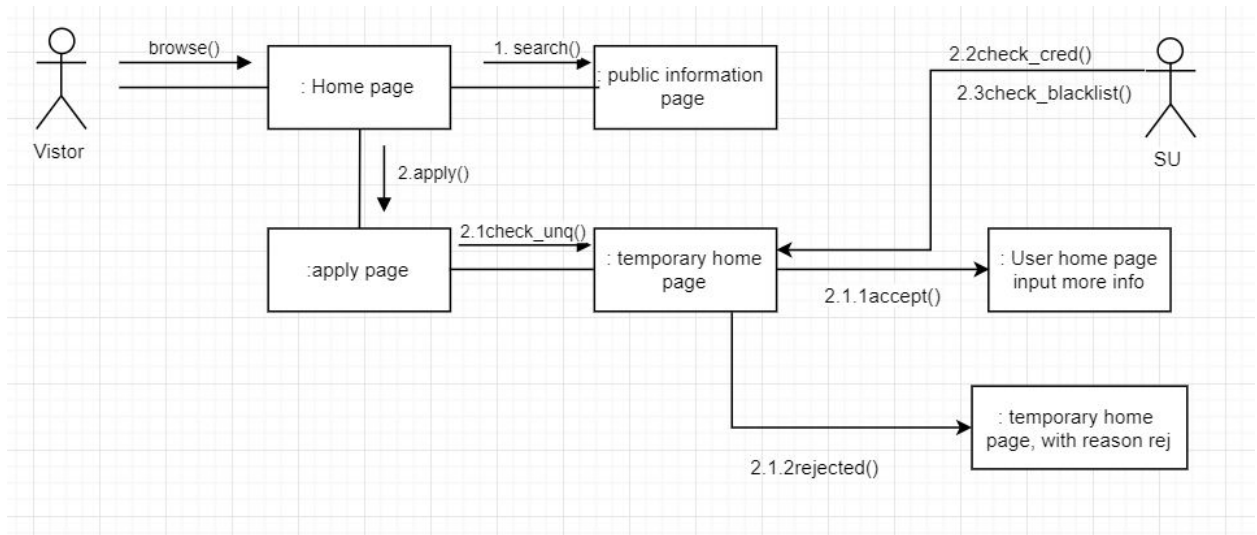 browse()
1. search()
2.2check_cred()
: Home page
: public information
page
2.3check_blacklist()
Vistor
SU
2.apply()
2.1check_unq()
:apply page
: temporary home
page
: User home page
input more info
2.1.1accept()
: temporary home
page, with reason rej
2.1.2rejected()